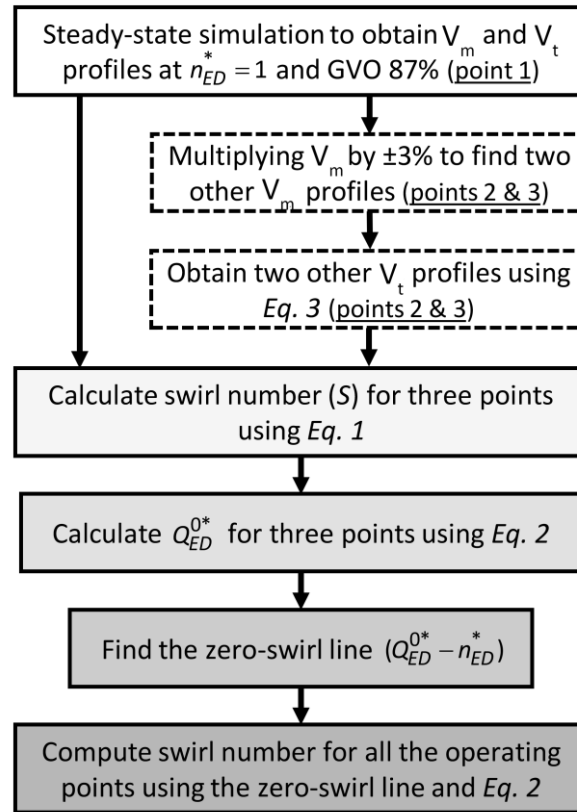 Steady-state simulation to obtain V_m and V_t
profiles at n*_ED = 1 and GVO 87% (point 1)
Multiplying V_m by ±3% to find two
other V_m profiles (points 2 & 3)
Obtain two other V_t profiles using
Eq. 3 (points 2 & 3)
Calculate swirl number (S) for three points
using Eq. 1
Calculate Q^0*_ED for three points using Eq. 2
Find the zero-swirl line (Q^0*_ED − n*_ED)
Compute swirl number for all the operating
points using the zero-swirl line and Eq. 2